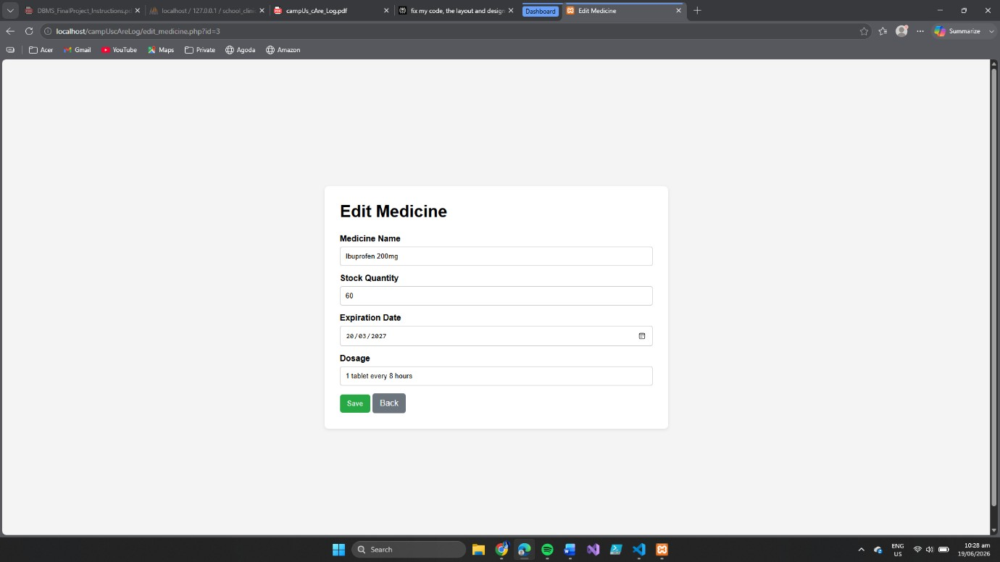 DBMS_FinalProject_Instructions.pd
localhost / 127.0.0.1 / school_clini
campUs_cAre_Log.pdf
fix my code, the layout and design
Dashboard
Edit Medicine
localhost/campUscAreLog/edit_medicine.php?id=3
Summarize
Acer
Gmail
YouTube
Maps
Private
Agoda
Amazon
Edit Medicine
Medicine Name
Ibuprofen 200mg
Stock Quantity
60
Expiration Date
20/03/2027
Dosage
1 tablet every 8 hours
Save Back
Search
ENG
US
10:28 am
19/06/2026